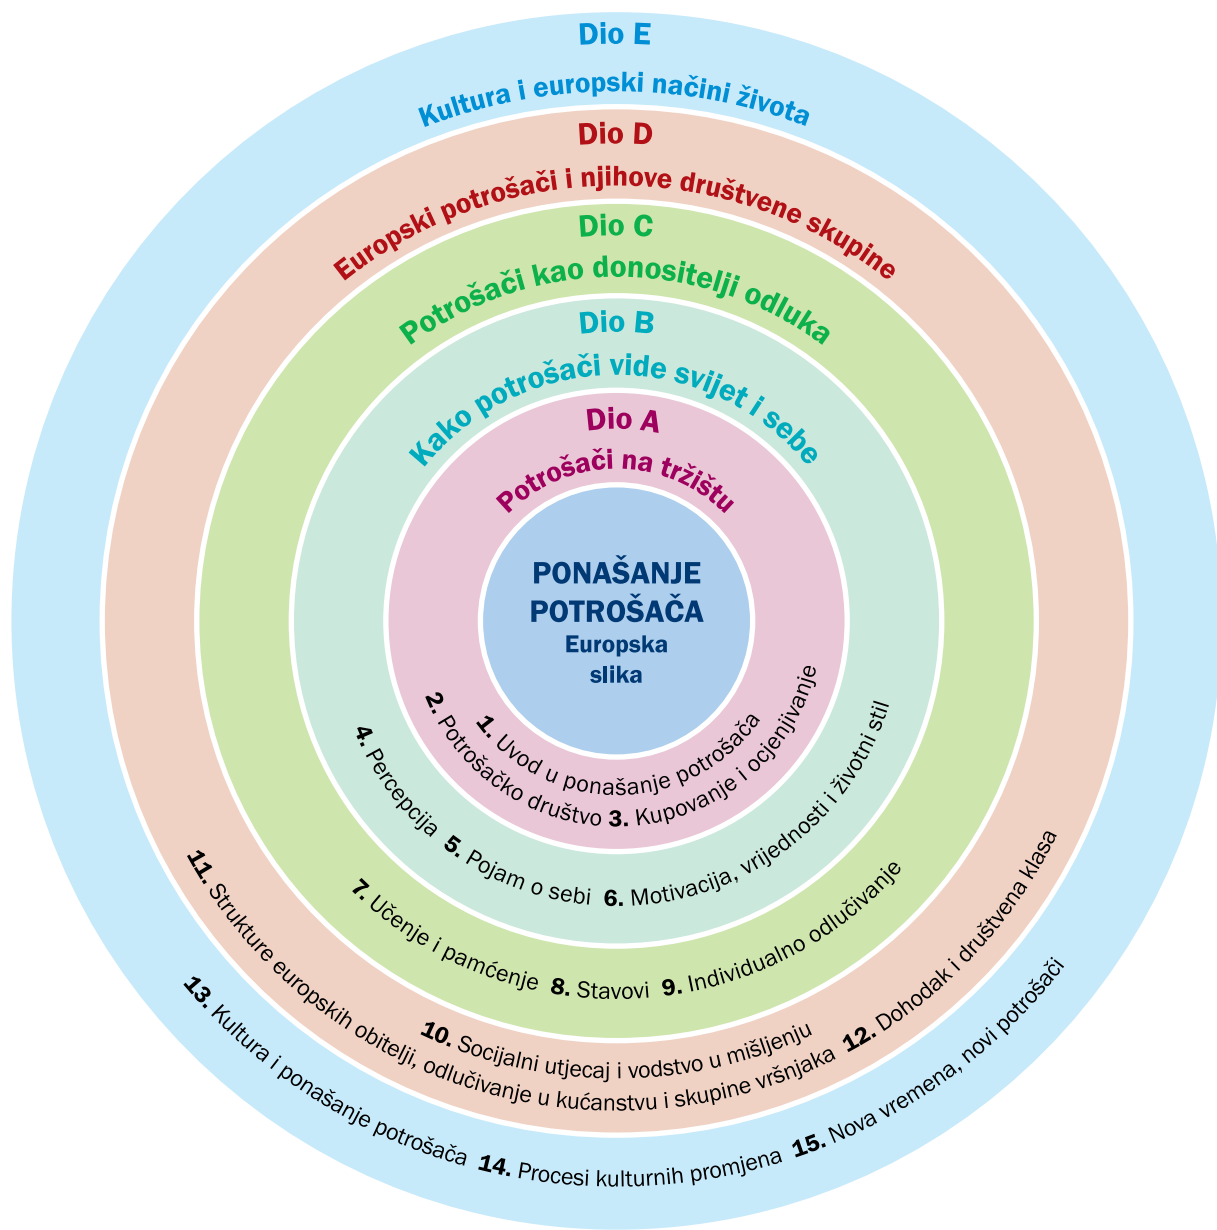 Dio E
Kultura i europski načini života
Dio D
Europski potrošači i njihove društvene skupine
Dio C
Potrošači kao donositelji odluka
Dio B
Kako potrošači vide svijet i sebe
Dio A
Potrošači na tržištu
PONAŠANJE
POTROŠAČA
Europska
slika
1. Uvod u ponašanje potrošača
2. Potrošačko društvo 3. Kupovanje i ocjenjivanje
4. Percepcija 5. Pojam o sebi 6. Motivacija, vrijednosti i životni stil
7. Učenje i pamćenje 8. Stavovi 9. Individualno odlučivanje
10. Socijalni utjecaj i vodstvo u mišljenju
11. Strukture europskih obitelji, odlučivanje u kućanstvu i skupine vršnjaka 12. Dohodak i društvena klasa
13. Kultura i ponašanje potrošača 14. Procesi kulturnih promjena 15. Nova vremena, novi potrošači